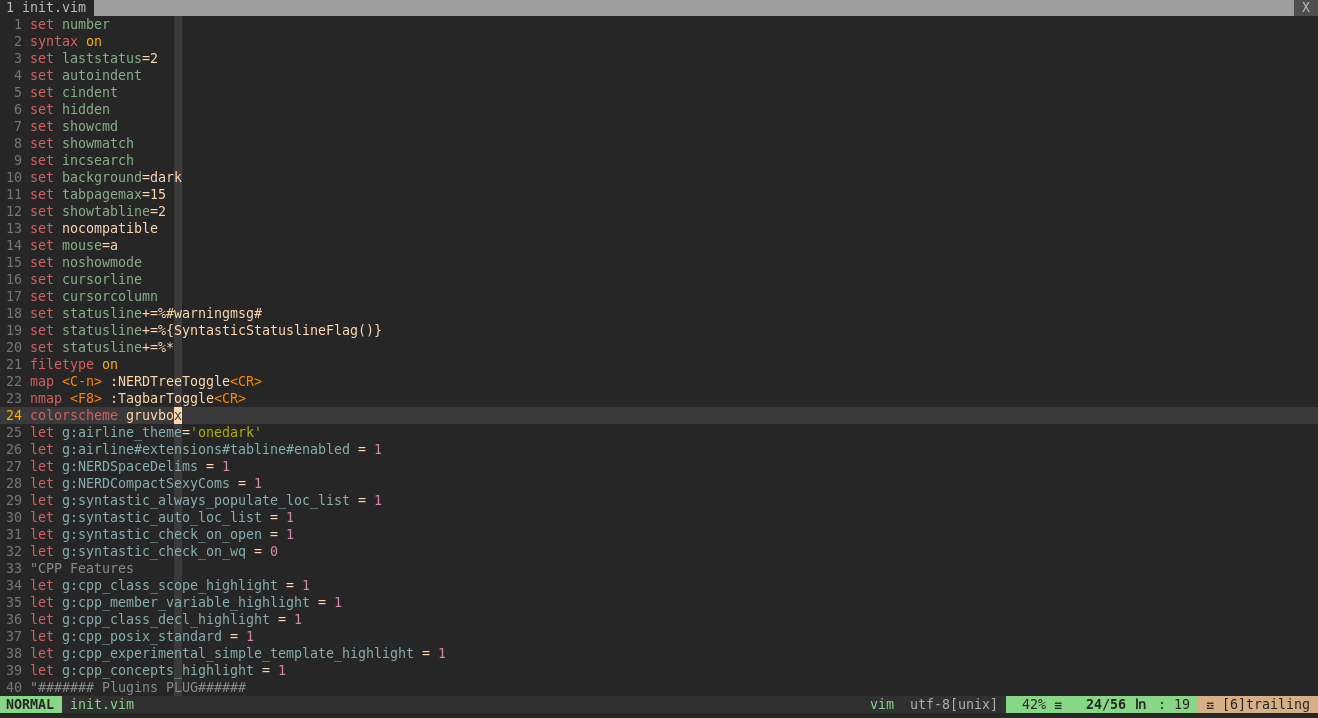 1 init.vim X
1 set number
2 syntax on
3 set laststatus=2
4 set autoindent
5 set cindent
6 set hidden
7 set showcmd
8 set showmatch
9 set incsearch
10 set background=dark
11 set tabpagemax=15
12 set showtabline=2
13 set nocompatible
14 set mouse=a
15 set noshowmode
16 set cursorline
17 set cursorcolumn
18 set statusline+=%#warningmsg#
19 set statusline+=%{SyntasticStatuslineFlag()}
20 set statusline+=%*
21 filetype on
22 map <C-n> :NERDTreeToggle<CR>
23 nmap <F8> :TagbarToggle<CR>
24 colorscheme gruvbox
25 let g:airline_theme='onedark'
26 let g:airline#extensions#tabline#enabled = 1
27 let g:NERDSpaceDelims = 1
28 let g:NERDCompactSexyComs = 1
29 let g:syntastic_always_populate_loc_list = 1
30 let g:syntastic_auto_loc_list = 1
31 let g:syntastic_check_on_open = 1
32 let g:syntastic_check_on_wq = 0
33 "CPP Features
34 let g:cpp_class_scope_highlight = 1
35 let g:cpp_member_variable_highlight = 1
36 let g:cpp_class_decl_highlight = 1
37 let g:cpp_posix_standard = 1
38 let g:cpp_experimental_simple_template_highlight = 1
39 let g:cpp_concepts_highlight = 1
40 "####### Plugins PLUG######
NORMAL init.vim vim utf-8[unix] 42% ≡ 24/56 ln : 19 ≡ [6]trailing